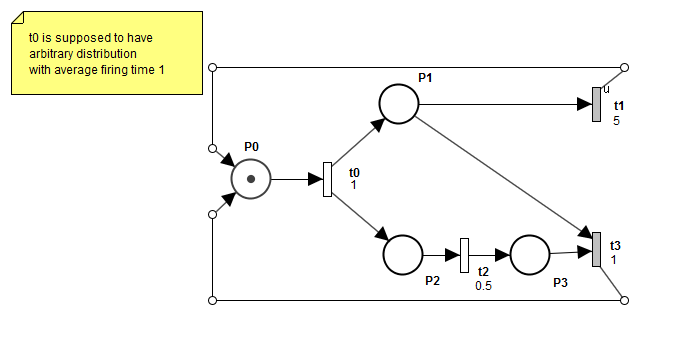 t0 is supposed to have
arbitrary distribution
with average firing time 1
P1
u
t1
5
P0
t0
1
t3
1
t2
0.5
P2
P3